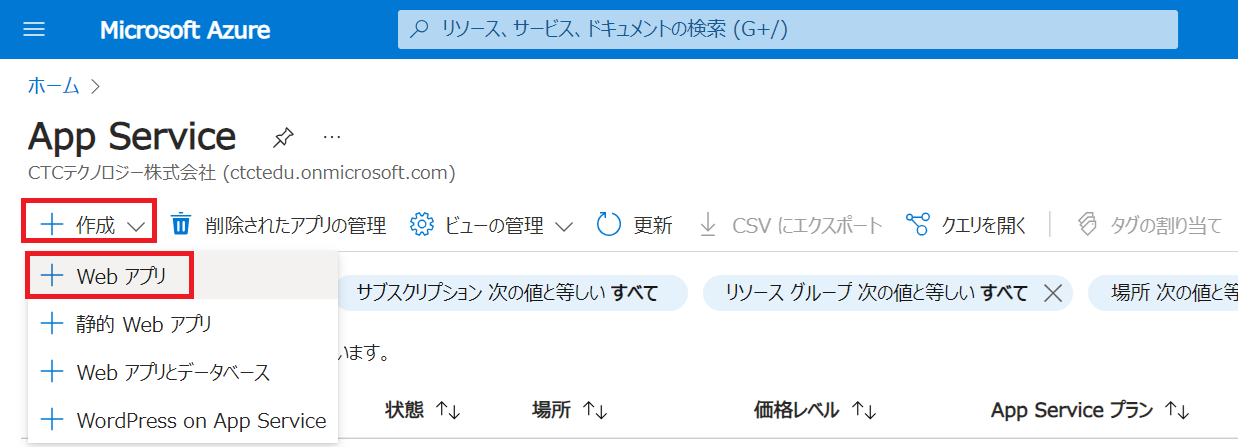 Microsoft Azure
リソース、サービス、ドキュメントの検索 (G+/)
ホーム
App Service
CTCテクノロジー株式会社 (ctctedu.onmicrosoft.com)
作成 削除されたアプリの管理 ビューの管理 更新 CSV にエクスポート クエリを開く タグの割り当て
Web アプリ
サブスクリプション 次の値と等しい すべて リソース グループ 次の値と等しい すべて 場所 次の値と等
静的 Web アプリ
います。
Web アプリとデータベース
状態 場所 価格レベル App Service プラン
WordPress on App Service